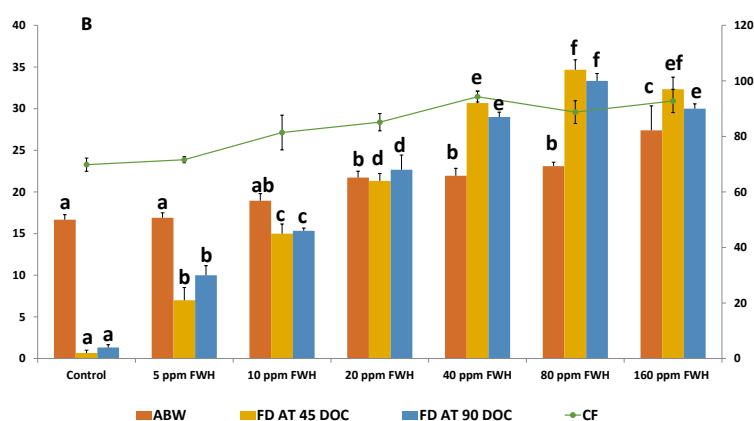 B
40
35
30
25
20
15
10
5
0
120
100
80
60
40
20
0
a
a
a
a
b
b
ab
c
c
b
d
d
b
e
e
b
f
f
c
ef
e
Control
5 ppm FWH
10 ppm FWH
20 ppm FWH
40 ppm FWH
80 ppm FWH
160 ppm FWH
ABW
FD AT 45 DOC
FD AT 90 DOC
CF